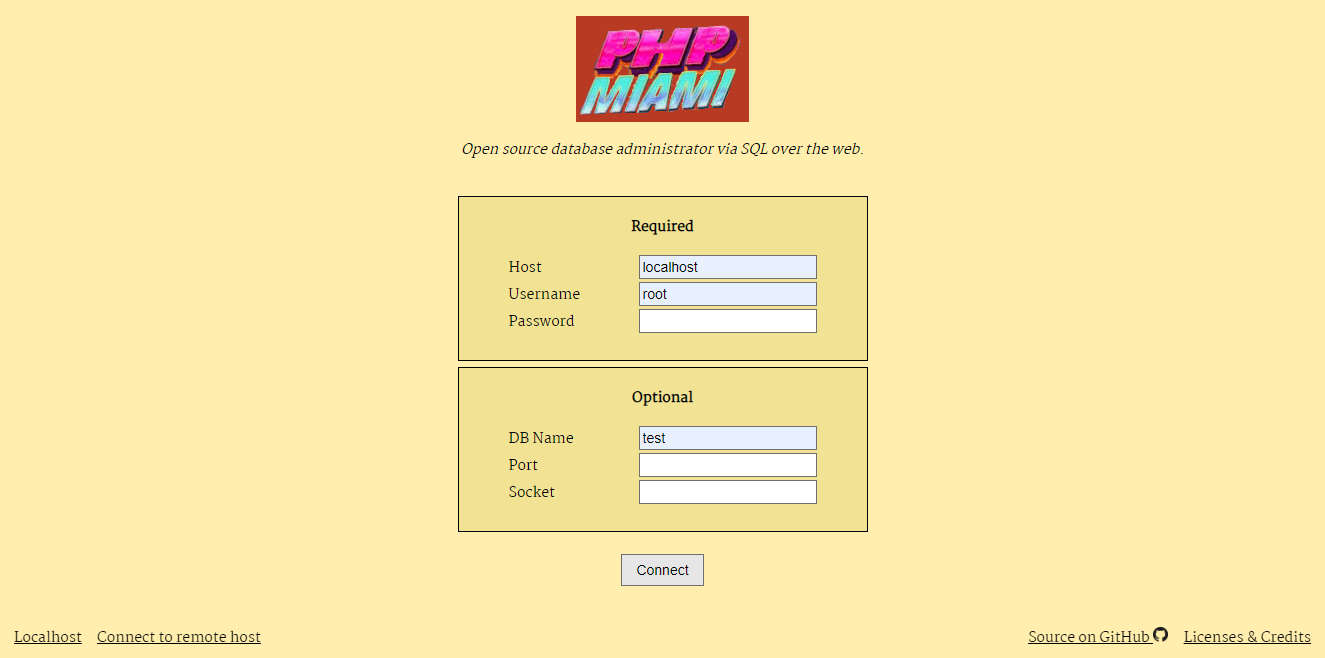 PHP
MIAMI
Open source database administrator via SQL over the web.
Required
Host localhost
Username root
Password
Optional
DB Name test
Port
Socket
Connect
Localhost Connect to remote host Source on GitHub Licenses & Credits